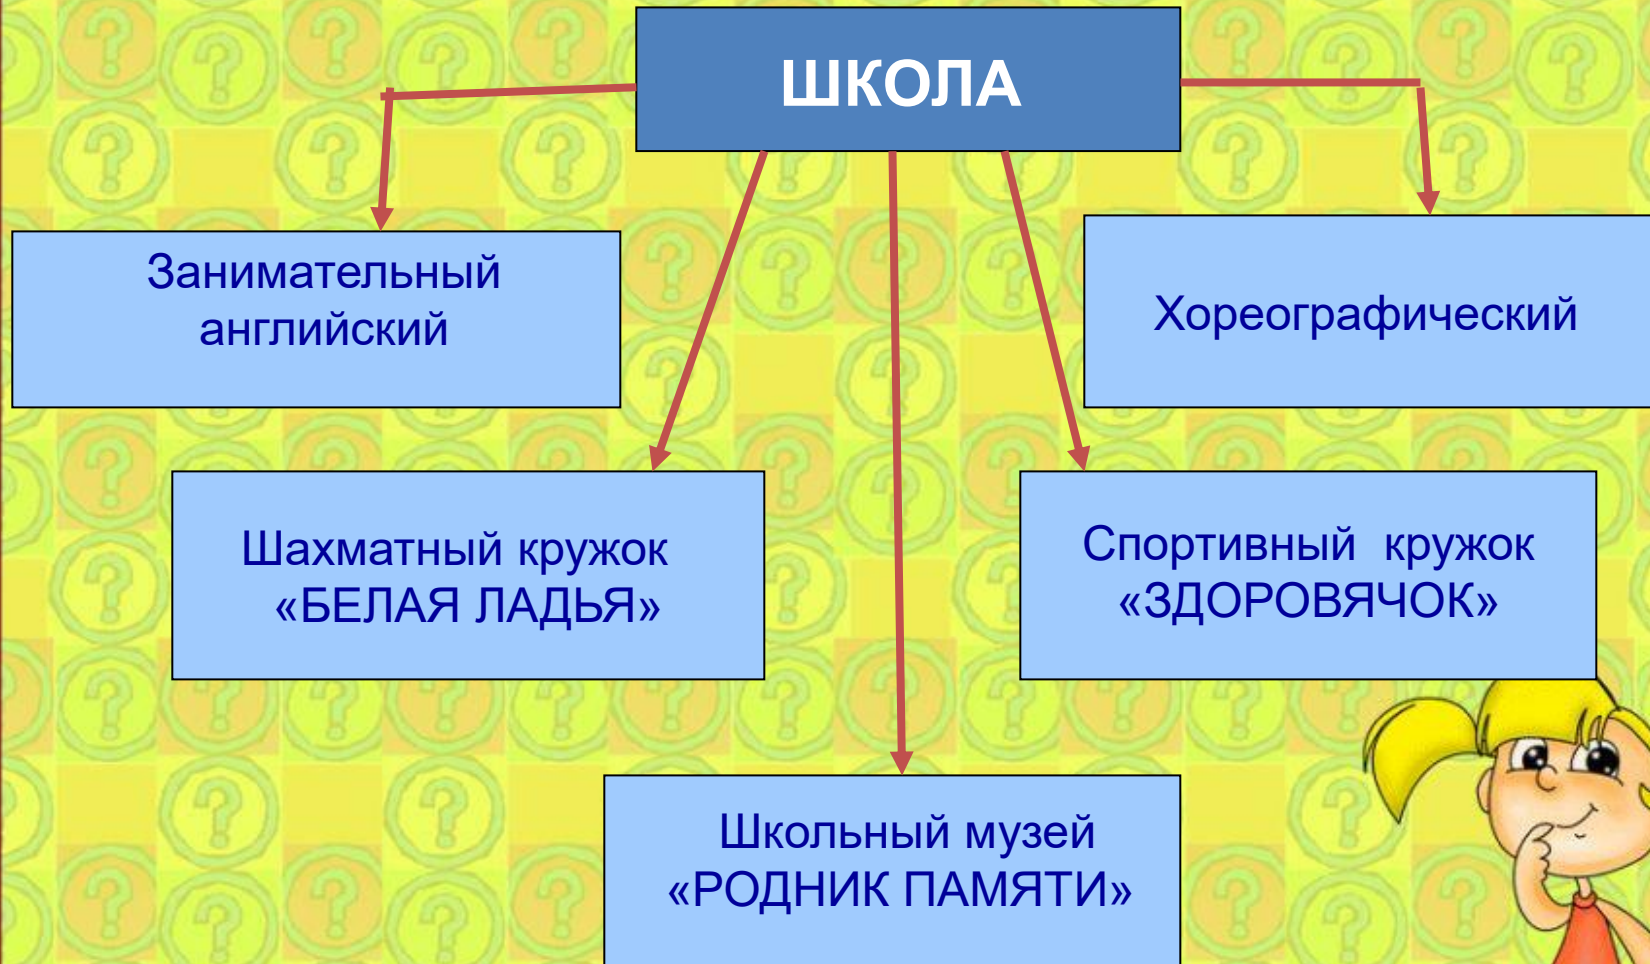 ШКОЛА
Занимательный
английский
Хореографический
Шахматный кружок
«БЕЛАЯ ЛАДЬЯ»
Спортивный кружок
«ЗДОРОВЯЧОК»
Школьный музей
«РОДНИК ПАМЯТИ»